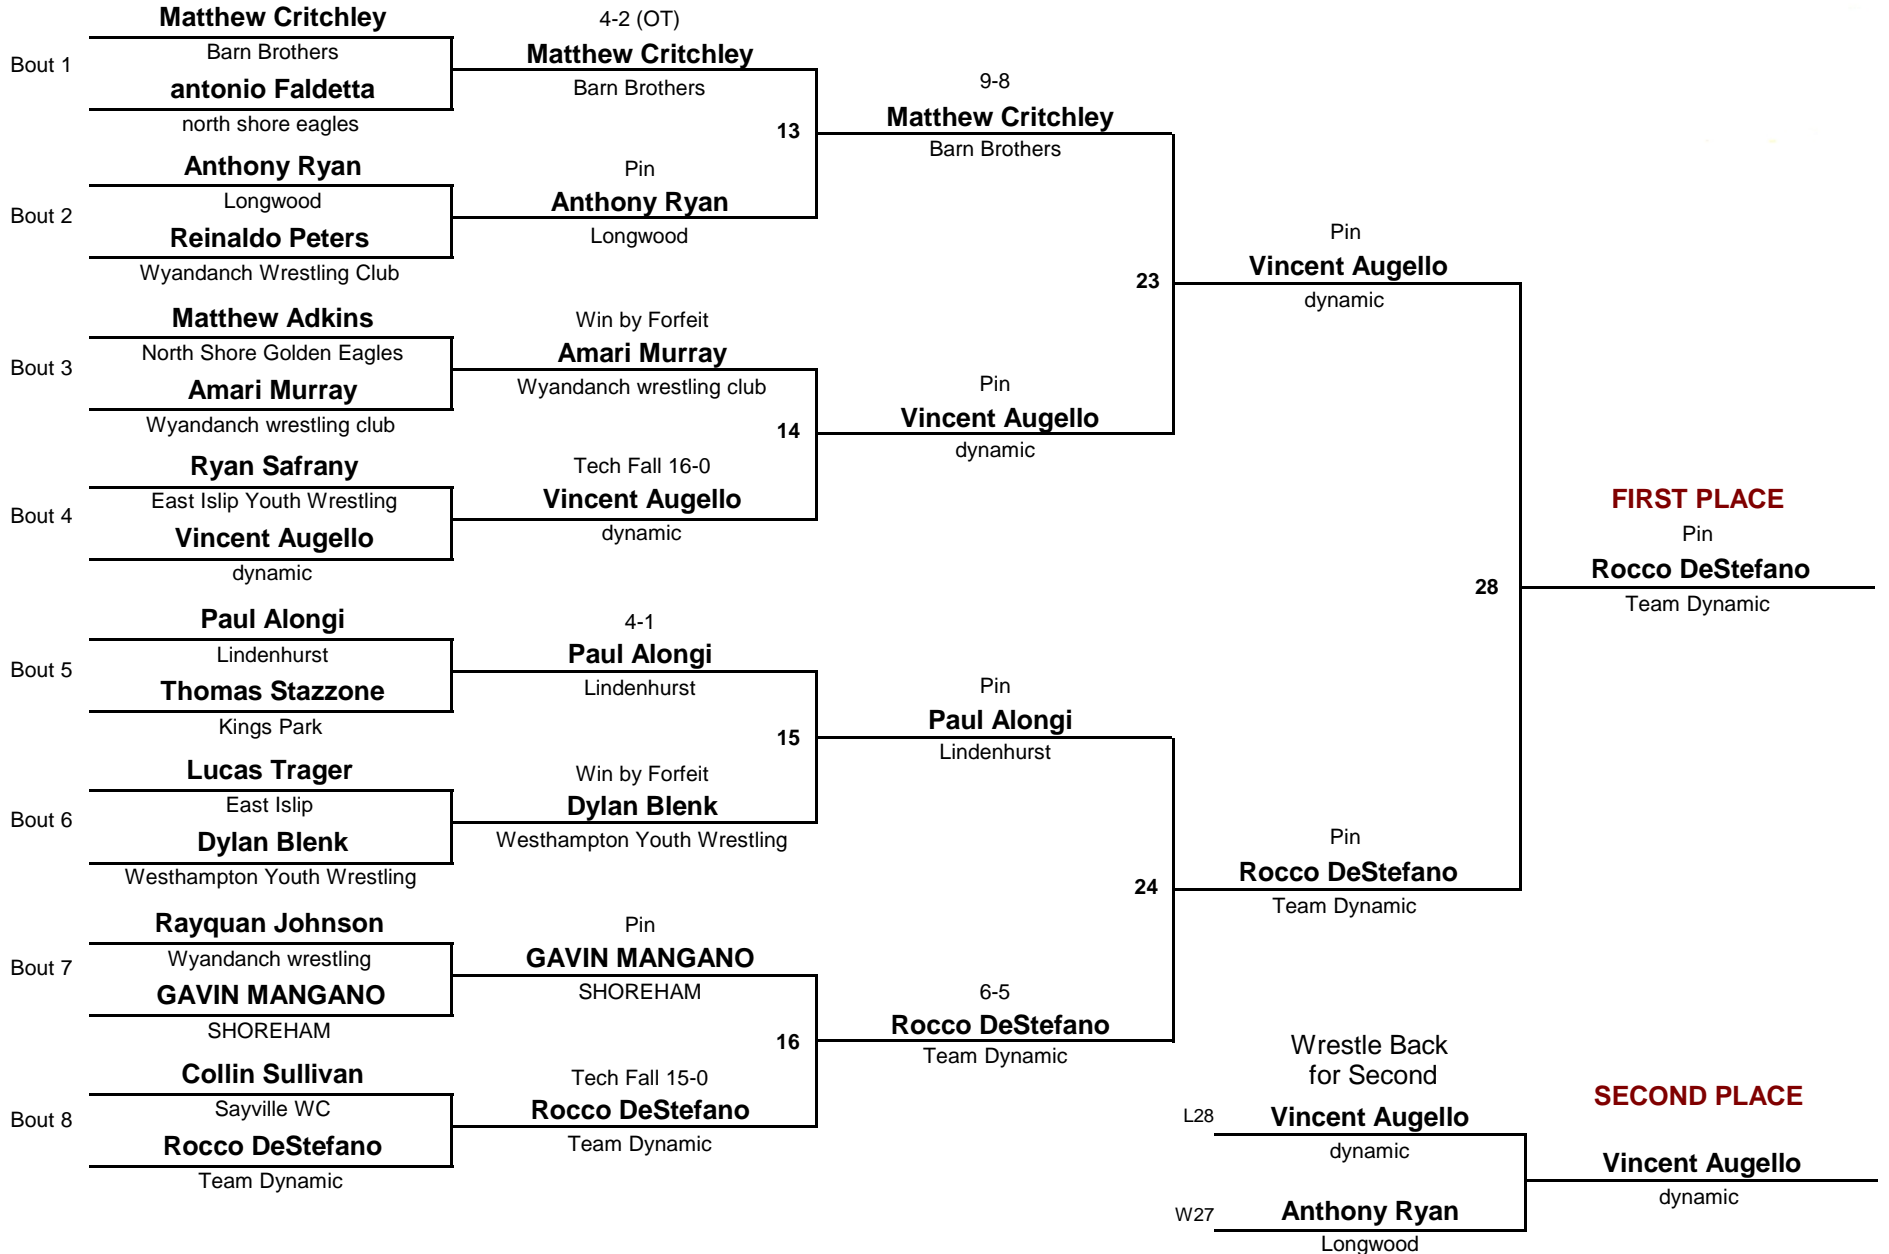 Matthew Critchley
Bout 1
Barn Brothers
antonio Faldetta
north shore eagles
Anthony Ryan
Bout 2
Longwood
Reinaldo Peters
Wyandanch Wrestling Club
Matthew Adkins
Bout 3
North Shore Golden Eagles
Amari Murray
Wyandanch wrestling club
Ryan Safrany
Bout 4
East Islip Youth Wrestling
Vincent Augello
dynamic
Paul Alongi
Bout 5
Lindenhurst
Thomas Stazzone
Kings Park
Lucas Trager
Bout 6
East Islip
Dylan Blenk
Westhampton Youth Wrestling
Rayquan Johnson
Bout 7
Wyandanch wrestling
GAVIN MANGANO
SHOREHAM
Collin Sullivan
Bout 8
Sayville WC
Rocco DeStefano
Team Dynamic
4-2 (OT)
Matthew Critchley
Barn Brothers
13
Pin
Anthony Ryan
Longwood
Win by Forfeit
Amari Murray
Wyandanch wrestling club
14
Tech Fall 16-0
Vincent Augello
dynamic
4-1
Paul Alongi
Lindenhurst
15
Win by Forfeit
Dylan Blenk
Westhampton Youth Wrestling
Pin
GAVIN MANGANO
SHOREHAM
16
Tech Fall 15-0
Rocco DeStefano
Team Dynamic
9-8
Matthew Critchley
Barn Brothers
23
Pin
Vincent Augello
dynamic
Pin
Paul Alongi
Lindenhurst
24
6-5
Rocco DeStefano
Team Dynamic
Pin
Vincent Augello
dynamic
28
Pin
Rocco DeStefano
Team Dynamic
FIRST PLACE
Pin
Rocco DeStefano
Team Dynamic
Wrestle Back
for Second
L28
Vincent Augello
dynamic
W27
Anthony Ryan
Longwood
SECOND PLACE
Vincent Augello
dynamic